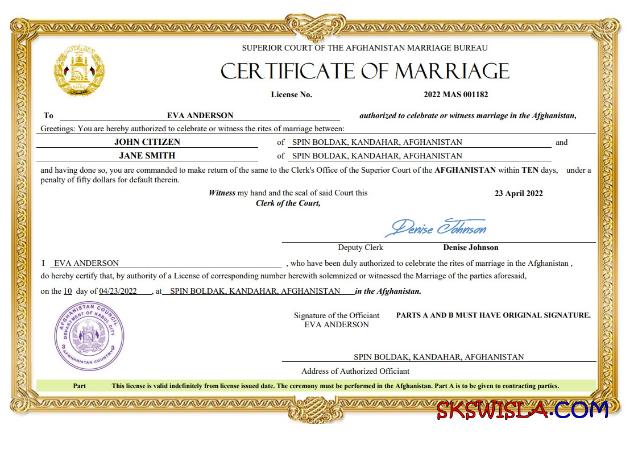 SUPERIOR COURT OF THE AFGHANISTAN MARRIAGE BUREAU
CERTIFICATE OF MARRIAGE
License No. 2022 MAS 001182
To EVA ANDERSON authorized to celebrate or witness marriage in the Afghanistan,
Greetings: You are hereby authorized to celebrate or witness the rites of marriage between:
JOHN CITIZEN of SPIN BOLDAK, KANDAHAR, AFGHANISTAN and
JANE SMITH of SPIN BOLDAK, KANDAHAR, AFGHANISTAN
and having done so, you are commanded to make return of the same to the Clerk's Office of the Superior Court of the AFGHANISTAN within TEN days, under a
penalty of fifty dollars for default therein.
Witness my hand and the seal of said Court this 23 April 2022
Clerk of the Court,
Denise Johnson
Deputy Clerk Denise Johnson
I EVA ANDERSON , who have been duly authorized to celebrate the rites of marriage in the Afghanistan ,
do hereby certify that, by authority of a License of corresponding number herewith solemnized or witnessed the Marriage of the parties aforesaid,
on the 10 day of 04/23/2022 , at SPIN BOLDAK, KANDAHAR, AFGHANISTAN in the Afghanistan.
AFGHANISTAN COUNCIL
DEPARTMENT OF KABUL CITY
AFGHANISTAN COUNTRY
Signature of the Officiant PARTS A AND B MUST HAVE ORIGINAL SIGNATURE.
EVA ANDERSON
SPIN BOLDAK, KANDAHAR, AFGHANISTAN
Address of Authorized Officiant
Part This license is valid indefinitely from license issued date. The ceremony must be performed in the Afghanistan. Part A is to be given to contracting parties.
SKSWISLA.COM